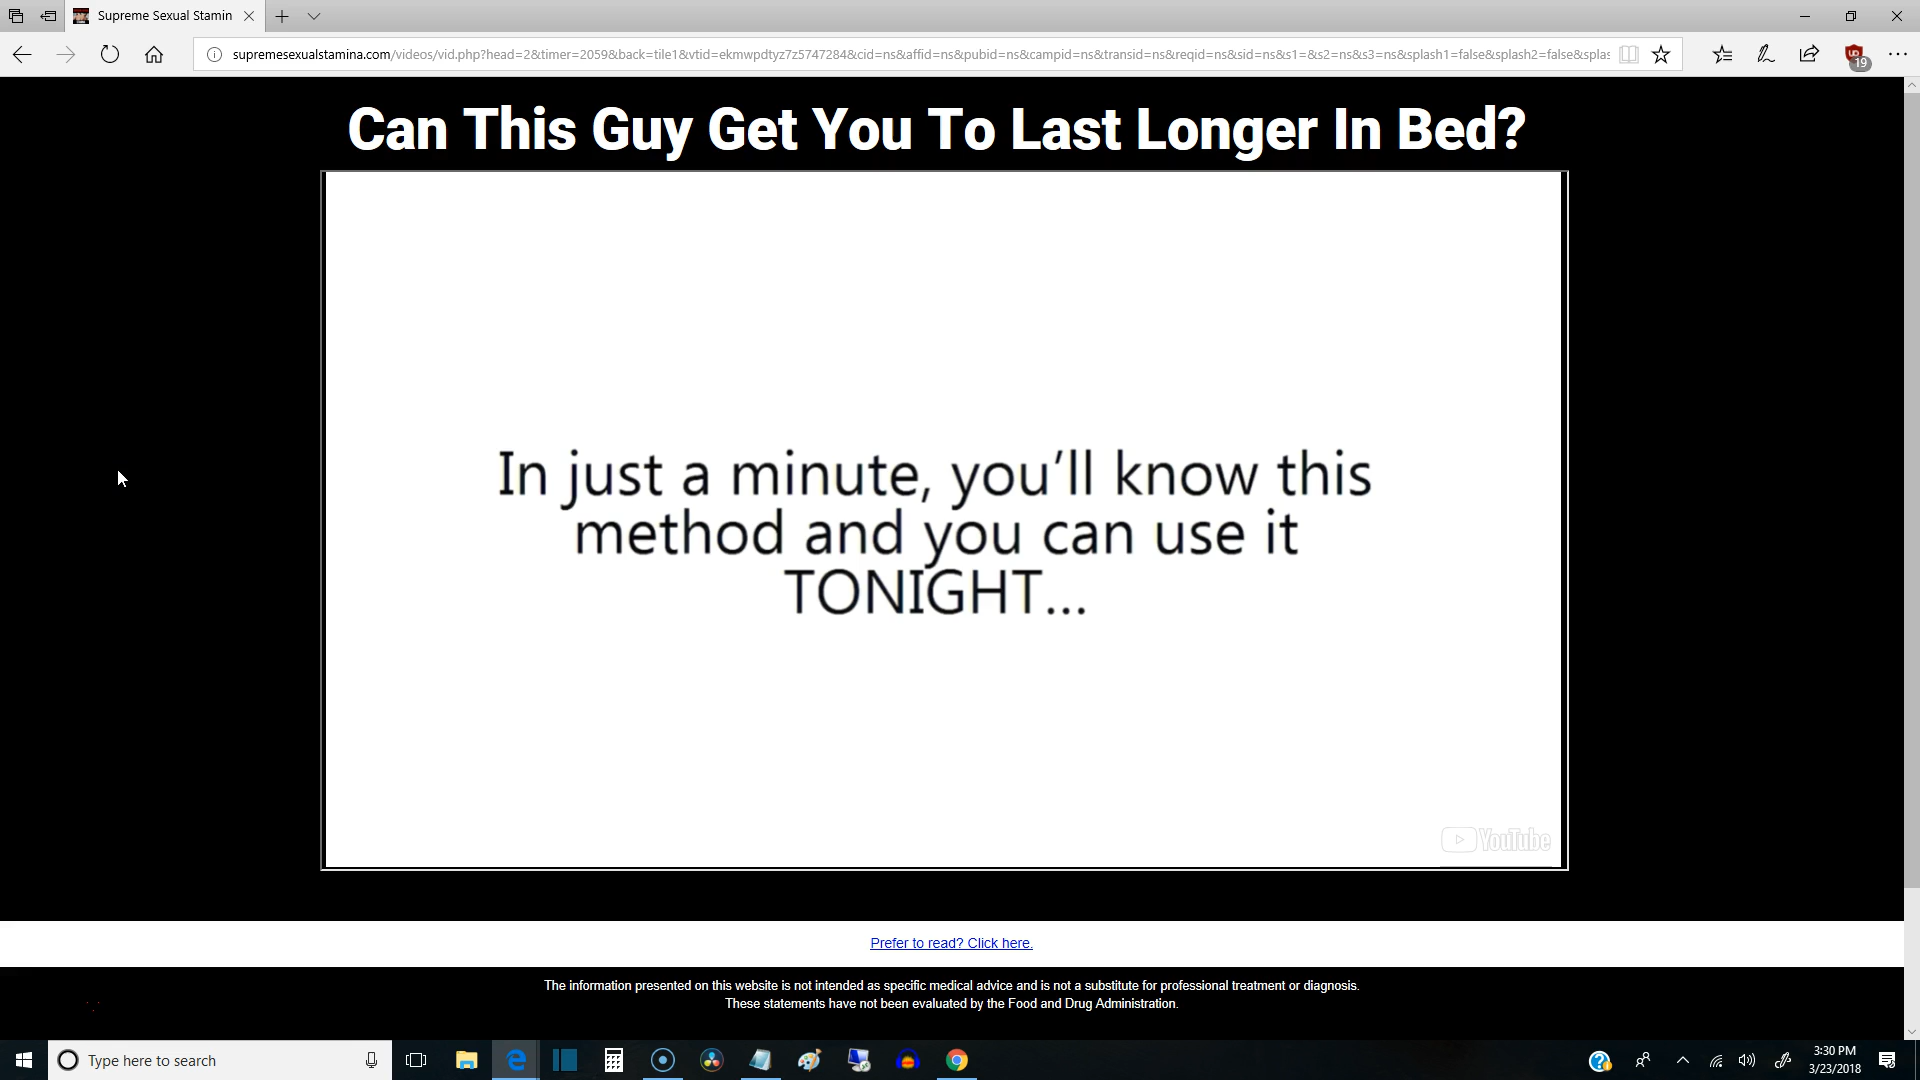 Supreme Sexual Stamin
supremesexualstamina.com/videos/vid.php?head=2&timer=2059&back=tile1&vtid=ekmwpdtyz7z5747284&cid=ns&affid=ns&pubid=ns&campid=ns&transid=ns&reqid=ns&sid=ns&s1=&s2=ns&s3=ns&splash1=false&splash2=false&splas
19
Can This Guy Get You To Last Longer In Bed?
In just a minute, you’ll know this
method and you can use it
TONIGHT...
YouTube
Prefer to read? Click here.
The information presented on this website is not intended as specific medical advice and is not a substitute for professional treatment or diagnosis.
These statements have not been evaluated by the Food and Drug Administration.
Type here to search
3:30 PM
3/23/2018